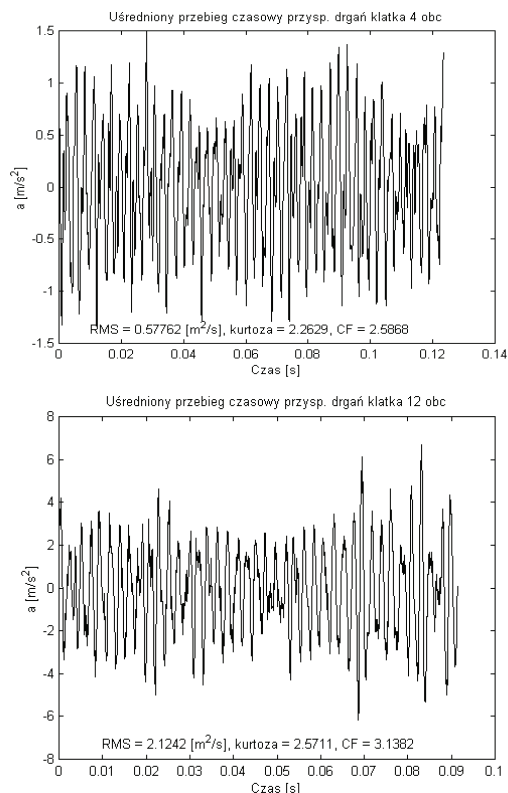 Uśredniony przebieg czasowy przysp. drgań klatka 4 obc
1.5
1
0.5
0
-0.5
-1
-1.5
a [m/s²]
RMS = 0.57762 [m²/s], kurtoza = 2.2629, CF = 2.5868
0 0.02 0.04 0.06 0.08 0.1 0.12 0.14
Czas [s]
Uśredniony przebieg czasowy przysp. drgań klatka 12 obc
8
6
4
2
0
-2
-4
-6
-8
a [m/s²]
RMS = 2.1242 [m²/s], kurtoza = 2.5711, CF = 3.1382
0 0.01 0.02 0.03 0.04 0.05 0.06 0.07 0.08 0.09 0.1
Czas [s]